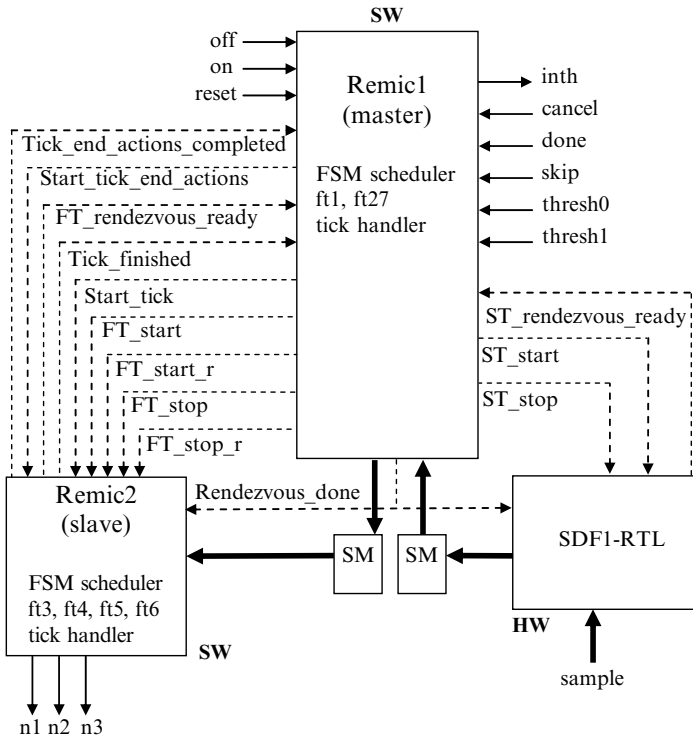 SW
off
on
reset
Remic1
(master)
FSM scheduler
ft1, ft27
tick handler
inth
cancel
done
skip
thresh0
thresh1
Tick_end_actions_completed
Start_tick_end_actions
FT_rendezvous_ready
Tick_finished
Start_tick
FT_start
FT_start_r
FT_stop
FT_stop_r
ST_rendezvous_ready
ST_start
ST_stop
Remic2
(slave)
FSM scheduler
ft3, ft4, ft5, ft6
tick handler
SW
Rendezvous_done
SM
SM
SDF1-RTL
HW
sample
n1 n2 n3